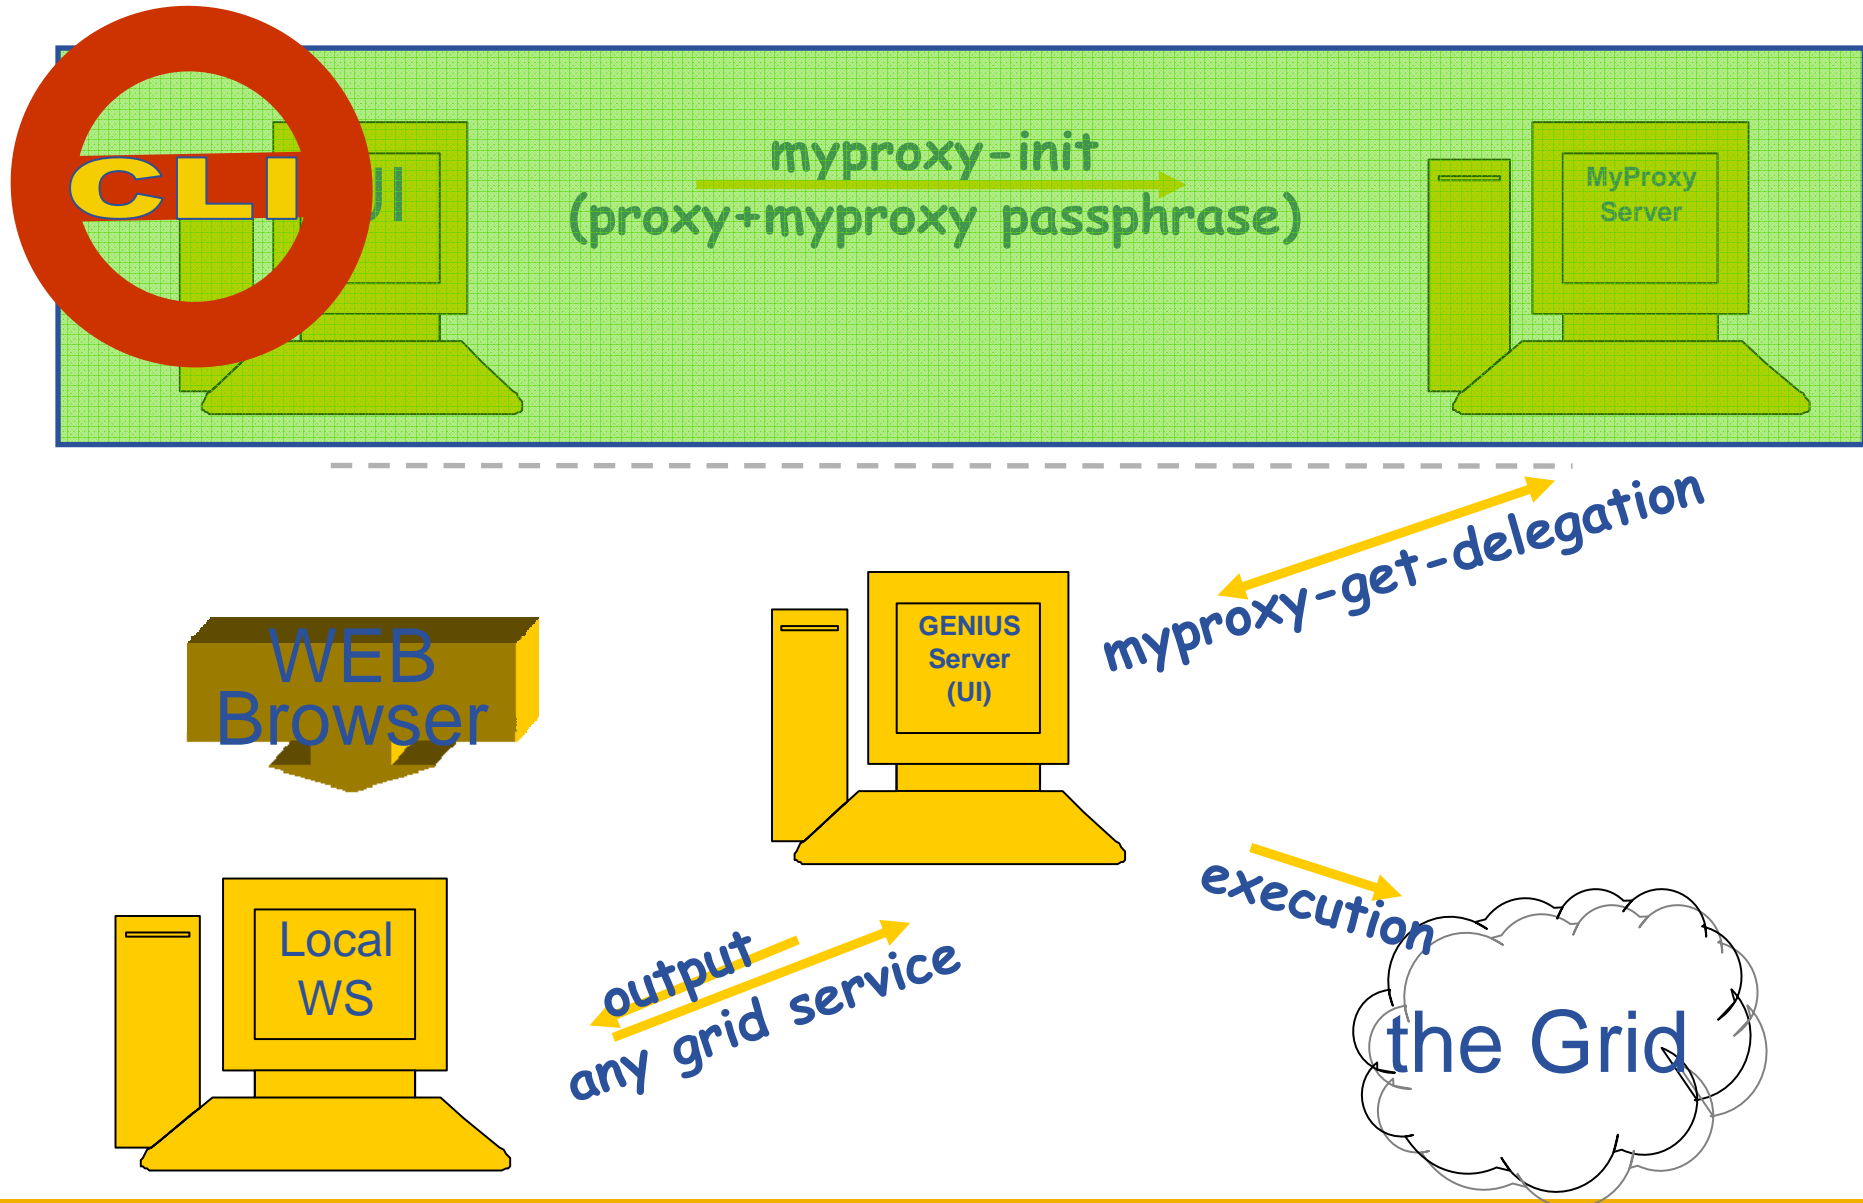 CLI
UI
myproxy-init
(proxy+myproxy passphrase)
MyProxy
Server
myproxy-get-delegation
WEB
Browser
GENIUS
Server
(UI)
execution
Local
WS
output
any grid service
the Grid